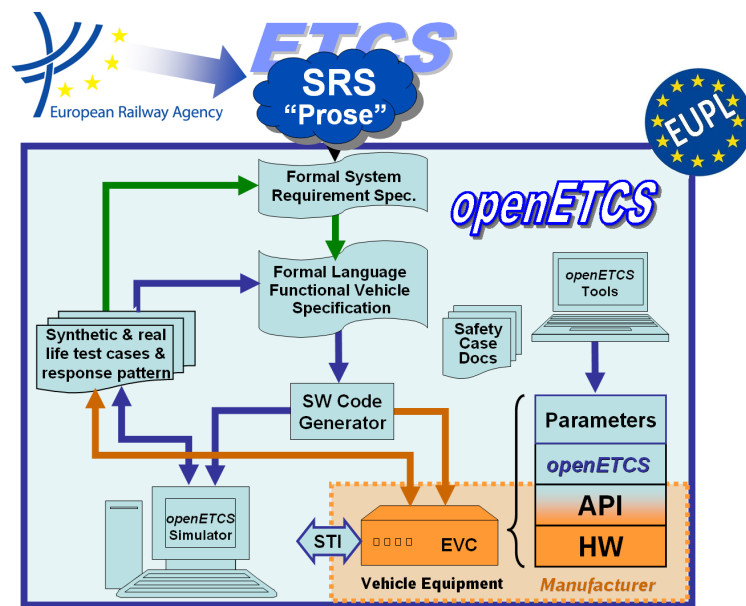 ETCS
SRS
“Prose”
European Railway Agency
EUPL
Formal System
Requirement Spec.
openETCS
Formal Language
Functional Vehicle
Specification
openETCS
Tools
Synthetic & real
life test cases &
response pattern
Safety
Case
Docs
SW Code
Generator
Parameters
openETCS
API
HW
openETCS
Simulator
STI
EVC
Vehicle Equipment
Manufacturer